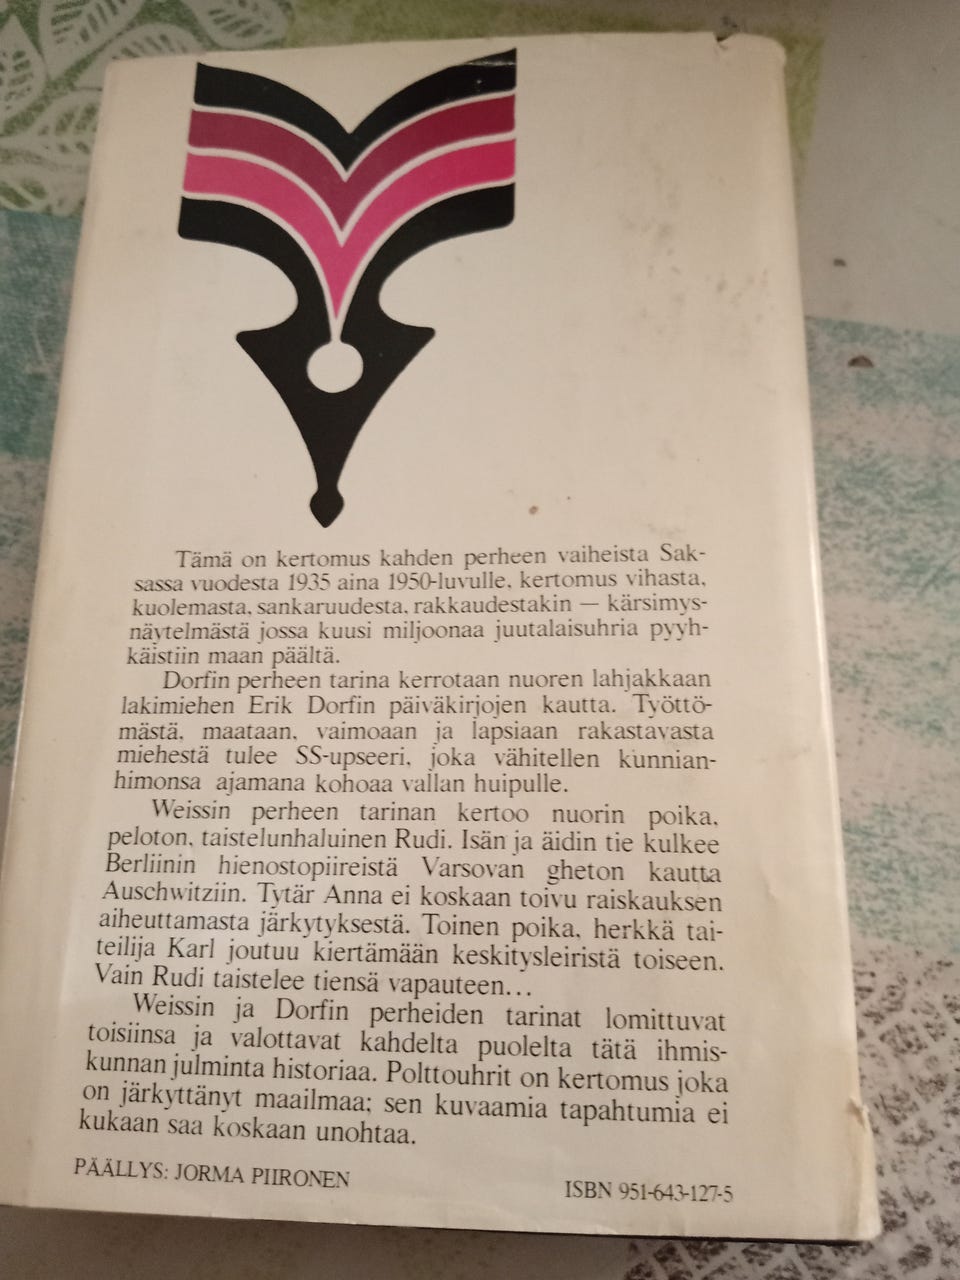 Tämä on kertomus kahden perheen vaiheista Sak-
sassa vuodesta 1935 aina 1950-luvulle, kertomus vihasta,
kuolemasta, sankaruudesta, rakkaudestakin — kärsimys-
näytelmästä jossa kuusi miljoonaa juutalaisuhria pyyh-
käistiin maan päältä.
Dorfin perheen tarina kerrotaan nuoren lahjakkaan
lakimiehen Erik Dorfin päiväkirjojen kautta. Työttö-
mästä, maataan, vaimoaan ja lapsiaan rakastavasta
miehestä tulee SS-upseeri, joka vähitellen kunnian-
himonsa ajamana kohoaa vallan huipulle.
Weissin perheen tarinan kertoo nuorin poika,
peloton, taistelunhaluinen Rudi. Isän ja äidin tie kulkee
Berliinin hienostopiireistä Varsovan gheton kautta
Auschwitziin. Tytär Anna ei koskaan toivu raiskauksen
aiheuttamasta järkytyksestä. Toinen poika, herkkä tai-
teilija Karl joutuu kiertämään keskitysleiristä toiseen.
Vain Rudi taistelee tiensä vapauteen...
Weissin ja Dorfin perheiden tarinat lomittuvat
toisiinsa ja valottavat kahdelta puolelta tätä ihmis-
kunnan julminta historiaa. Polttouhrit on kertomus joka
on järkyttänyt maailmaa; sen kuvaamia tapahtumia ei
kukaan saa koskaan unohtaa.
PÄÄLLYS: JORMA PIIRONEN
ISBN 951-643-127-5